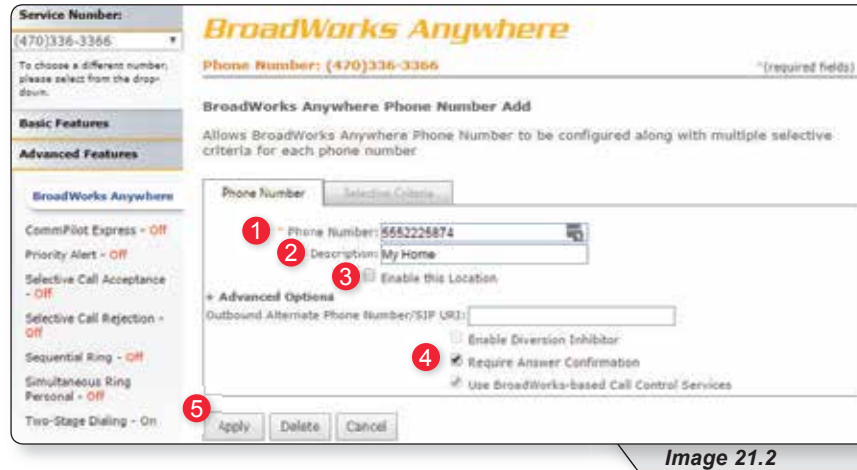 Service Number:
(470)336-3366
To choose a different number,
please select from the drop-
down.
Basic Features
Advanced Features
BroadWorks Anywhere
CommPilot Express - Off
Priority Alert - Off
Selective Call Acceptance
- Off
Selective Call Rejection -
Off
Sequential Ring - Off
Simultaneous Ring
Personal - Off
Two-Stage Dialing - On
BroadWorks Anywhere
Phone Number: (470)336-3366
*(required fields)
BroadWorks Anywhere Phone Number Add
Allows BroadWorks Anywhere Phone Number to be configured along with multiple selective
criteria for each phone number
Phone Number
Selective Criteria
1 * Phone Number: 5552225874
2 Description: My Home
3 Enable this Location
+ Advanced Options
Outbound Alternate Phone Number/SIP URI:
Enable Diversion Inhibitor
4 Require Answer Confirmation
Use BroadWorks-based Call Control Services
5 Apply Delete Cancel
Image 21.2